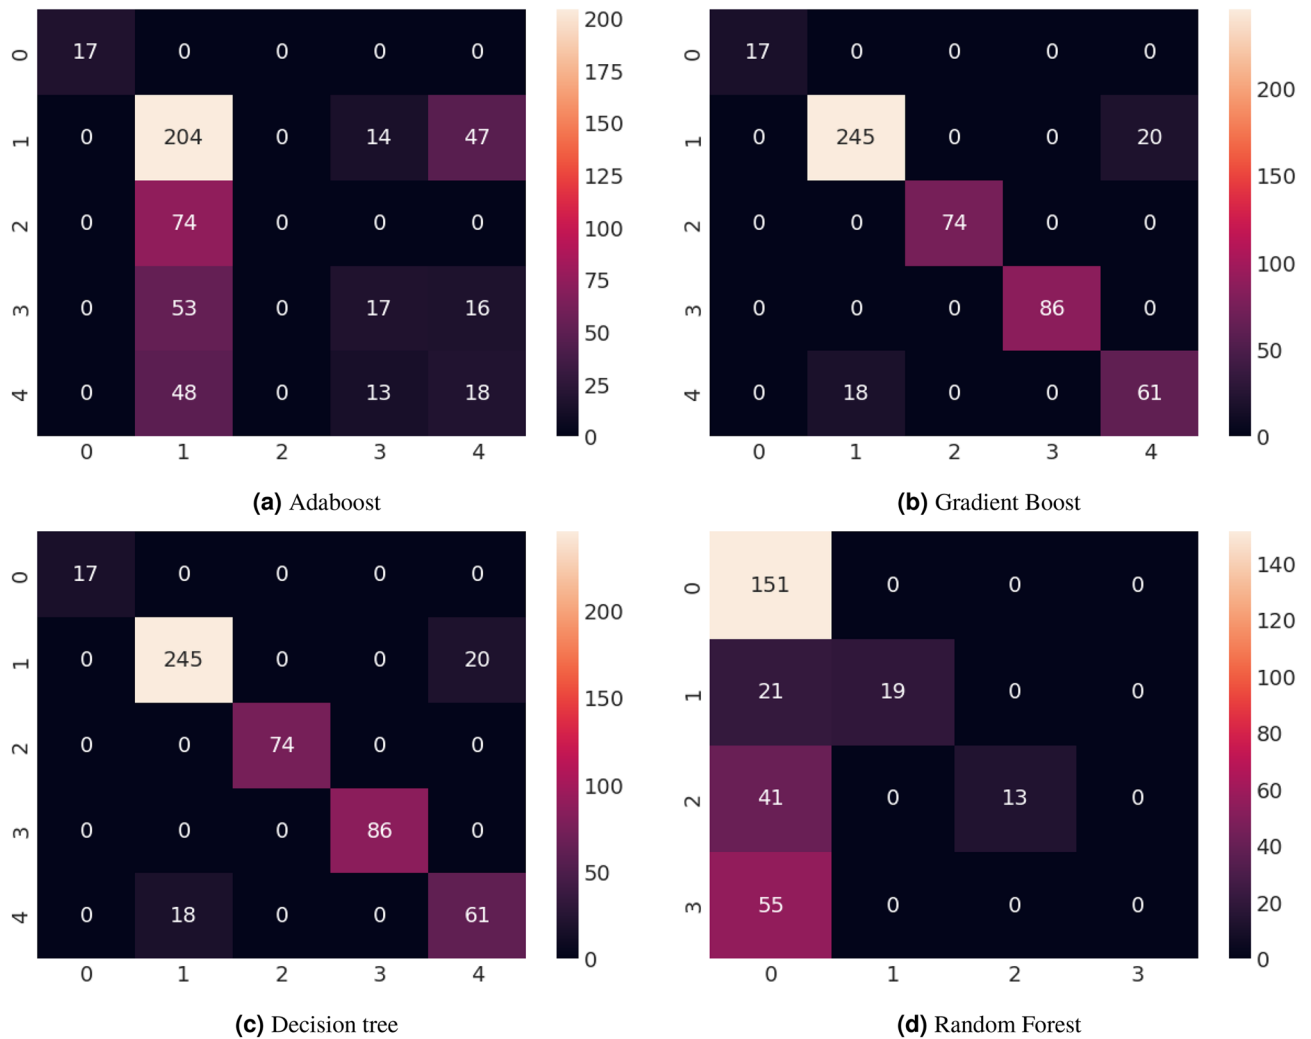 0 17 0 0 0 0
1 0 204 0 14 47
2 0 74 0 0 0
3 0 53 0 17 16
4 0 48 0 13 18
0 1 2 3 4
200
175
150
125
100
75
50
25
0
(a) Adaboost
0 17 0 0 0 0
1 0 245 0 0 20
2 0 0 74 0 0
3 0 0 0 86 0
4 0 18 0 0 61
0 1 2 3 4
200
150
100
50
0
(b) Gradient Boost
0 17 0 0 0 0
1 0 245 0 0 20
2 0 0 74 0 0
3 0 0 0 86 0
4 0 18 0 0 61
0 1 2 3 4
200
150
100
50
0
(c) Decision tree
0 151 0 0 0
1 21 19 0 0
2 41 0 13 0
3 55 0 0 0
0 1 2 3
140
120
100
80
60
40
20
0
(d) Random Forest